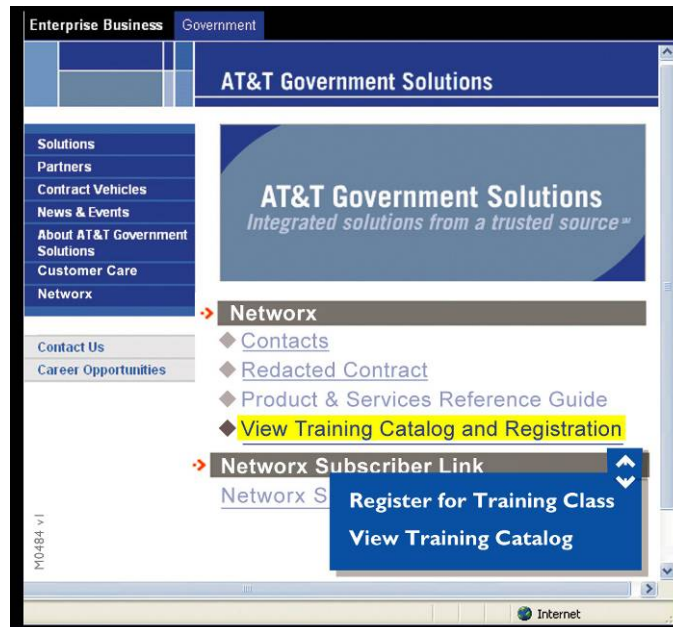 Enterprise Business Government
AT&T Government Solutions
Solutions
Partners
Contract Vehicles
News & Events
About AT&T Government
Solutions
Customer Care
Networx
Contact Us
Career Opportunities
AT&T Government Solutions
Integrated solutions from a trusted source℠
Networx
Contacts
Redacted Contract
Product & Services Reference Guide
View Training Catalog and Registration
Networx Subscriber Link
Networx S
Register for Training Class
View Training Catalog
M0484 v1
Internet